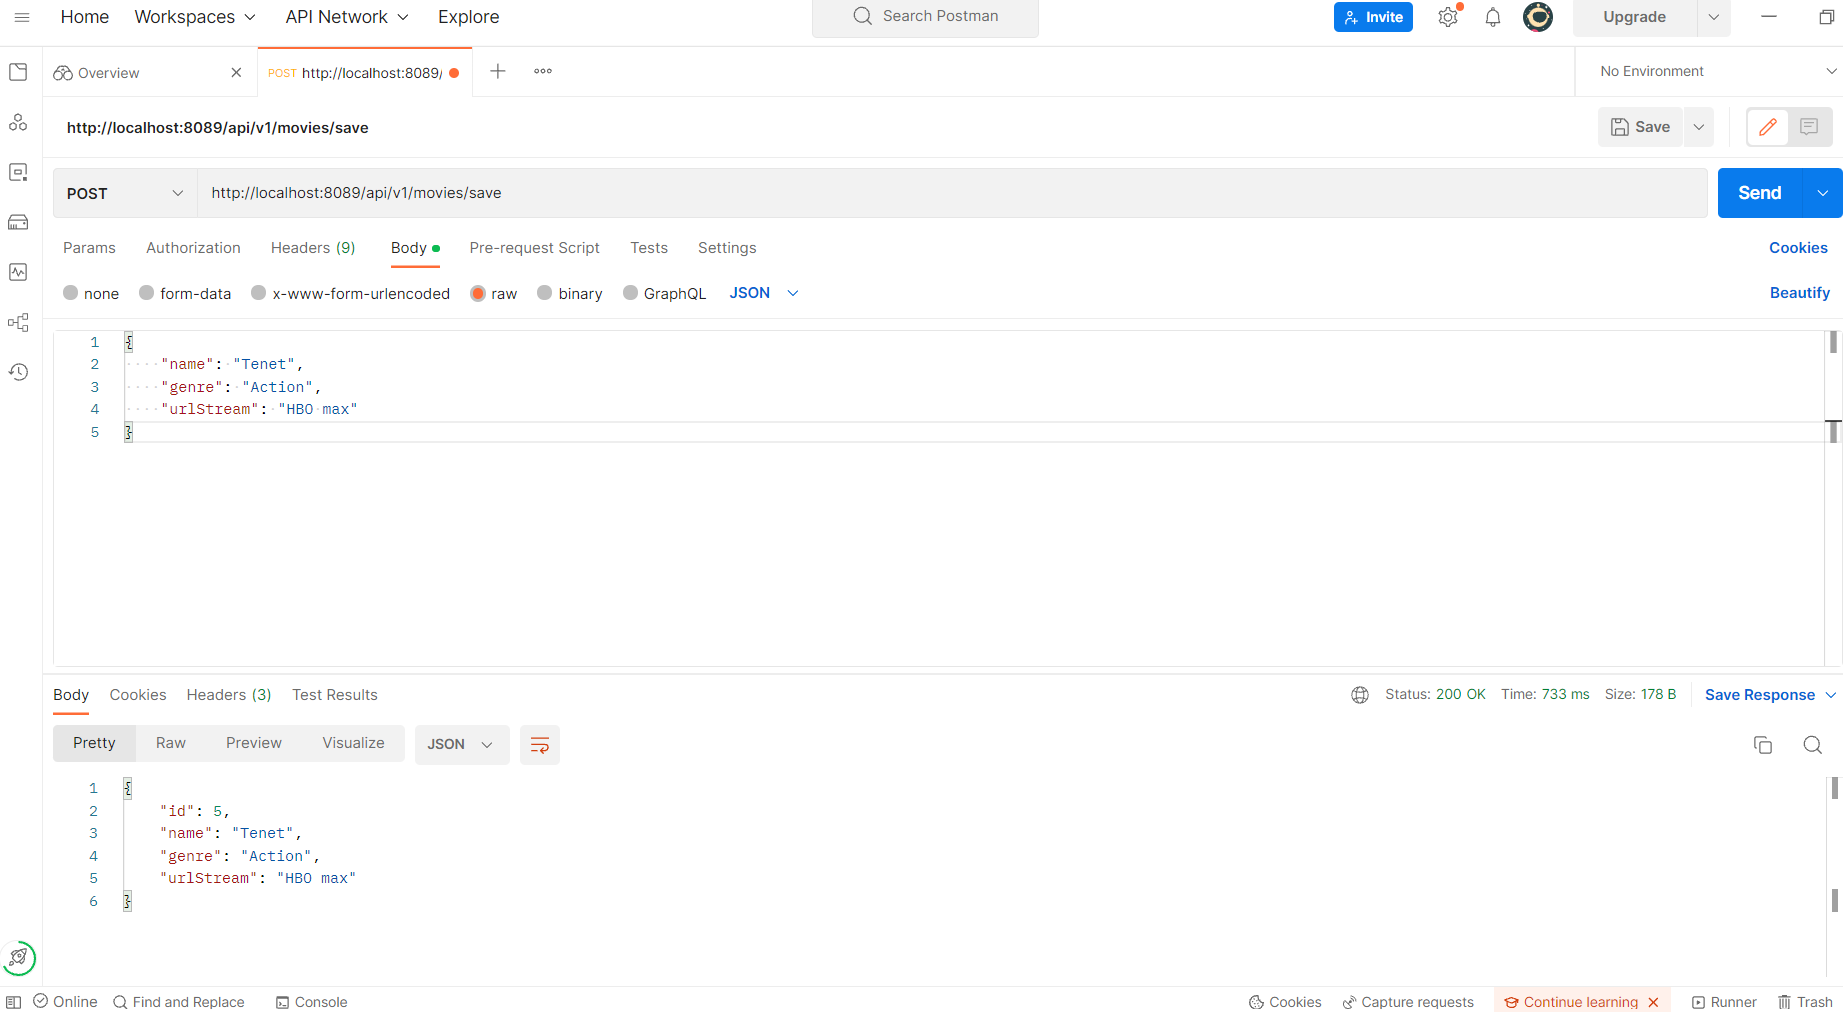 Home Workspaces API Network Explore Search Postman Invite Upgrade
Overview POST http://localhost:8089/ No Environment
http://localhost:8089/api/v1/movies/save Save
POST http://localhost:8089/api/v1/movies/save Send
Params Authorization Headers (9) Body Pre-request Script Tests Settings Cookies
none form-data x-www-form-urlencoded raw binary GraphQL JSON Beautify
1 {
2 "name": "Tenet",
3 "genre": "Action",
4 "urlStream": "HBO max"
5 }
Body Cookies Headers (3) Test Results Status: 200 OK Time: 733 ms Size: 178 B Save Response
Pretty Raw Preview Visualize JSON
1 {
2 "id": 5,
3 "name": "Tenet",
4 "genre": "Action",
5 "urlStream": "HBO max"
6 }
Online Find and Replace Console Cookies Capture requests Continue learning Runner Trash